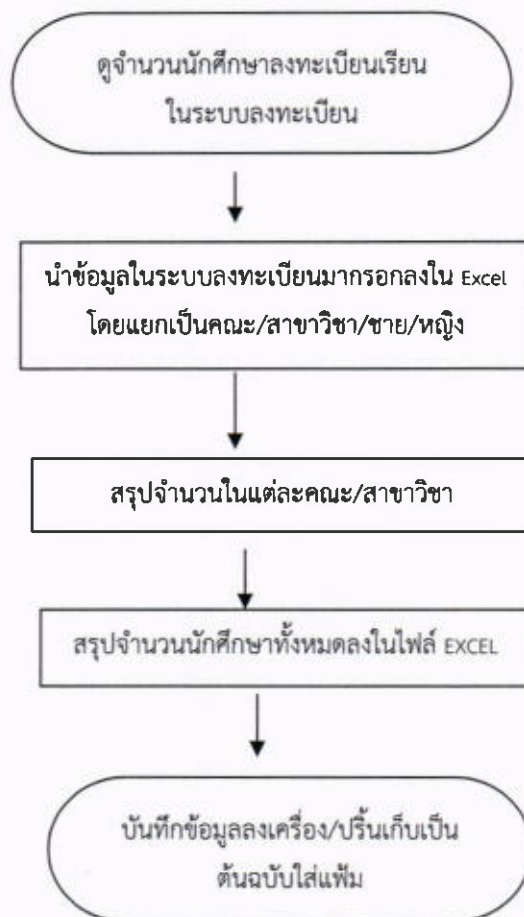 ดูจำนวนนักศึกษาลงทะเบียนเรียน
ในระบบลงทะเบียน
นำข้อมูลในระบบลงทะเบียนมากรอกลงใน Excel
โดยแยกเป็นคณะ/สาขาวิชา/ชาย/หญิง
สรุปจำนวนในแต่ละคณะ/สาขาวิชา
สรุปจำนวนนักศึกษาทั้งหมดลงในไฟล์ EXCEL
บันทึกข้อมูลลงเครื่อง/ปริ้นเก็บเป็น
ต้นฉบับใส่แฟ้ม